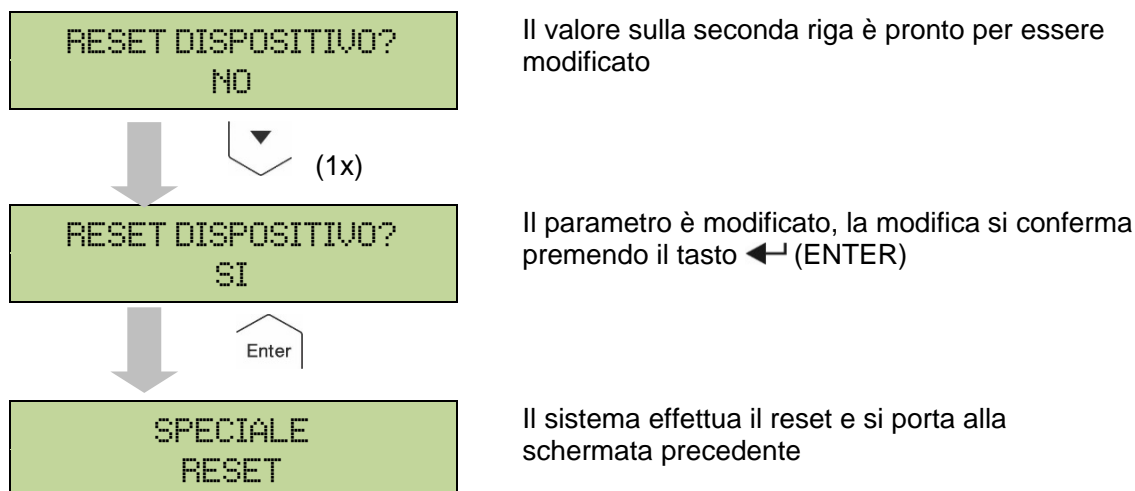 RESET DISPOSITIVO?
NO
Il valore sulla seconda riga è pronto per essere
modificato
(1x)
RESET DISPOSITIVO?
SI
Il parametro è modificato, la modifica si conferma
premendo il tasto (ENTER)
Enter
SPECIALE
RESET
Il sistema effettua il reset e si porta alla
schermata precedente